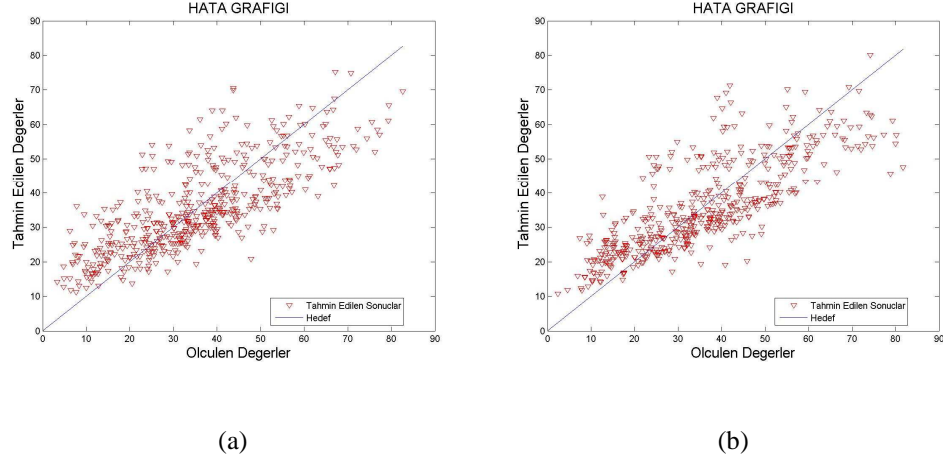 HATA GRAFIGI
90
80
70
60
50
40
30
20
10
0
Tahmin Edilen Degerler
0 10 20 30 40 50 60 70 80 90
Olculen Degerler
Tahmin Edilen Sonuclar
Hedef
(a)
HATA GRAFIGI
90
80
70
60
50
40
30
20
10
0
Tahmin Edilen Degerler
0 10 20 30 40 50 60 70 80 90
Olculen Degerler
Tahmin Edilen Sonuclar
Hedef
(b)